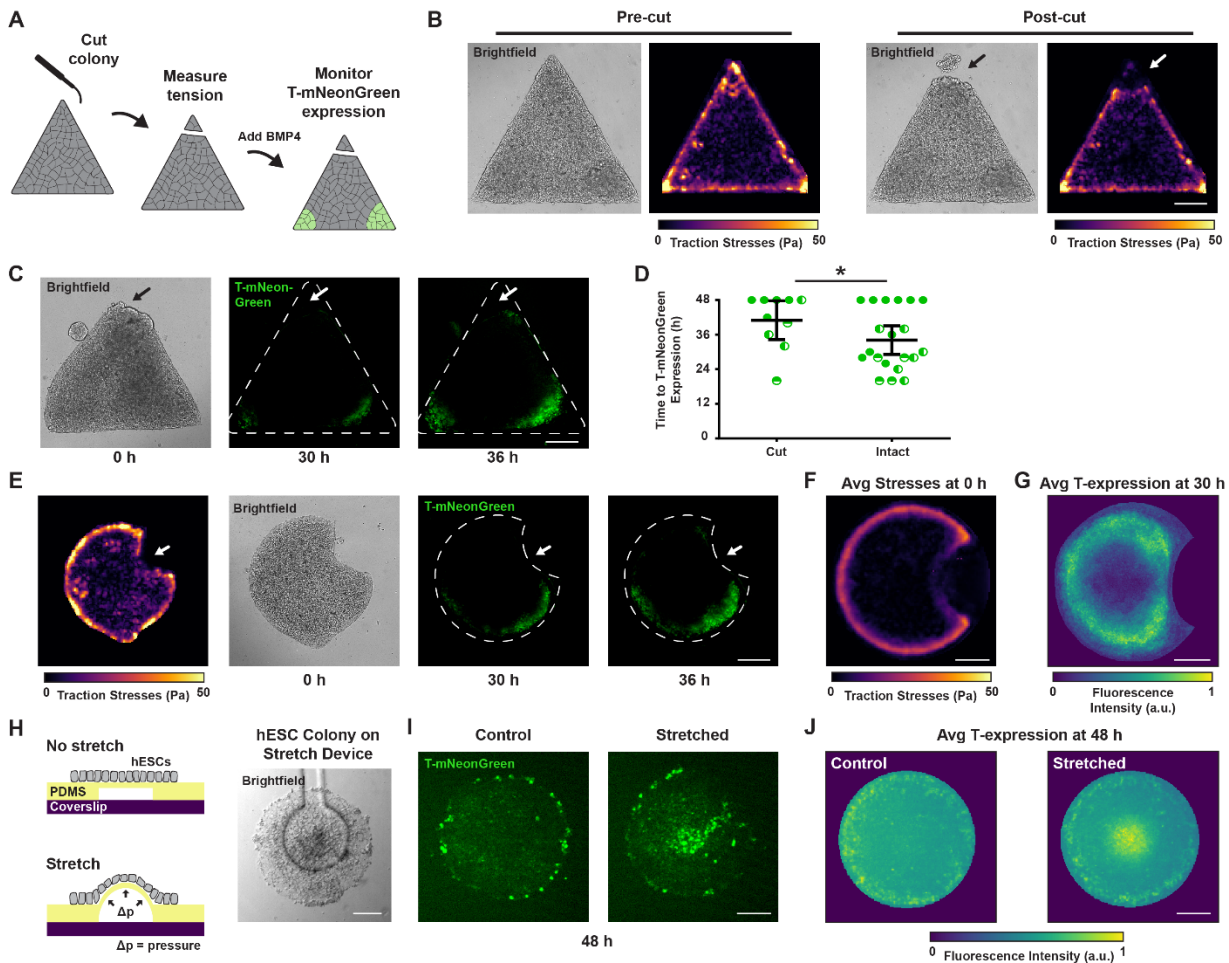 A
Cut
colony
Measure
tension
Add BMP4
Monitor
T-mNeonGreen
expression
B
Pre-cut
Post-cut
Brightfield
Brightfield
0
Traction Stresses (Pa)
50
0
Traction Stresses (Pa)
50
C
Brightfield
T-mNeon-
Green
0 h
30 h
36 h
D
*
48
36
24
12
0
Time to T-mNeonGreen
Expression (h)
Cut
Intact
E
Brightfield
T-mNeonGreen
0
Traction Stresses (Pa)
50
0 h
30 h
36 h
F
Avg Stresses at 0 h
0
Traction Stresses (Pa)
50
G
Avg T-expression at 30 h
0
Fluorescence
Intensity (a.u.)
1
H
No stretch
hESCs
PDMS
Coverslip
Stretch
Δp
Δp = pressure
hESC Colony on
Stretch Device
Brightfield
I
Control
Stretched
T-mNeonGreen
48 h
J
Avg T-expression at 48 h
Control
Stretched
0
Fluorescence Intensity (a.u.)
1